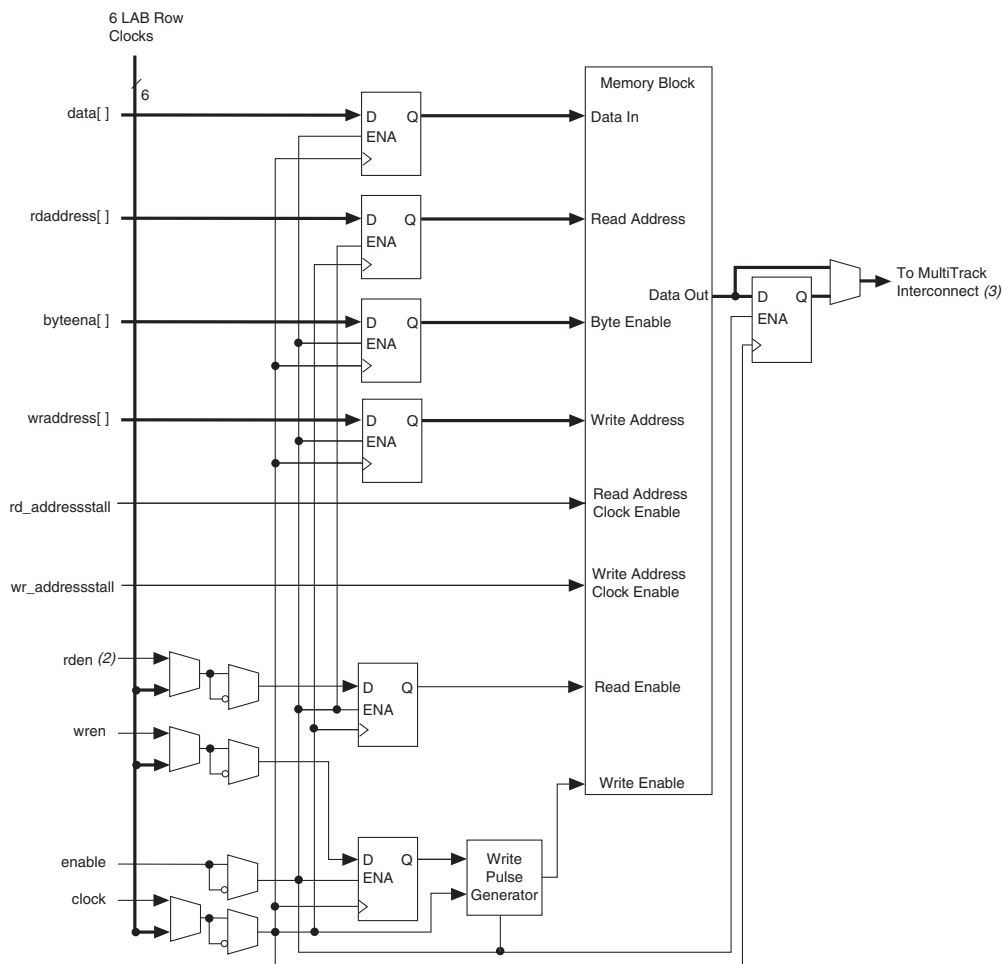 6 LAB Row
Clocks
6
data[ ]
D Q
ENA
Memory Block
Data In
rdaddress[ ]
D Q
ENA
Read Address
Data Out
D Q
ENA
To MultiTrack
Interconnect (3)
byteena[ ]
D Q
ENA
Byte Enable
wraddress[ ]
D Q
ENA
Write Address
rd_addressstall
Read Address
Clock Enable
wr_addressstall
Write Address
Clock Enable
rden (2)
D Q
ENA
Read Enable
wren
Write Enable
enable
D Q
ENA
Write
Pulse
Generator
clock